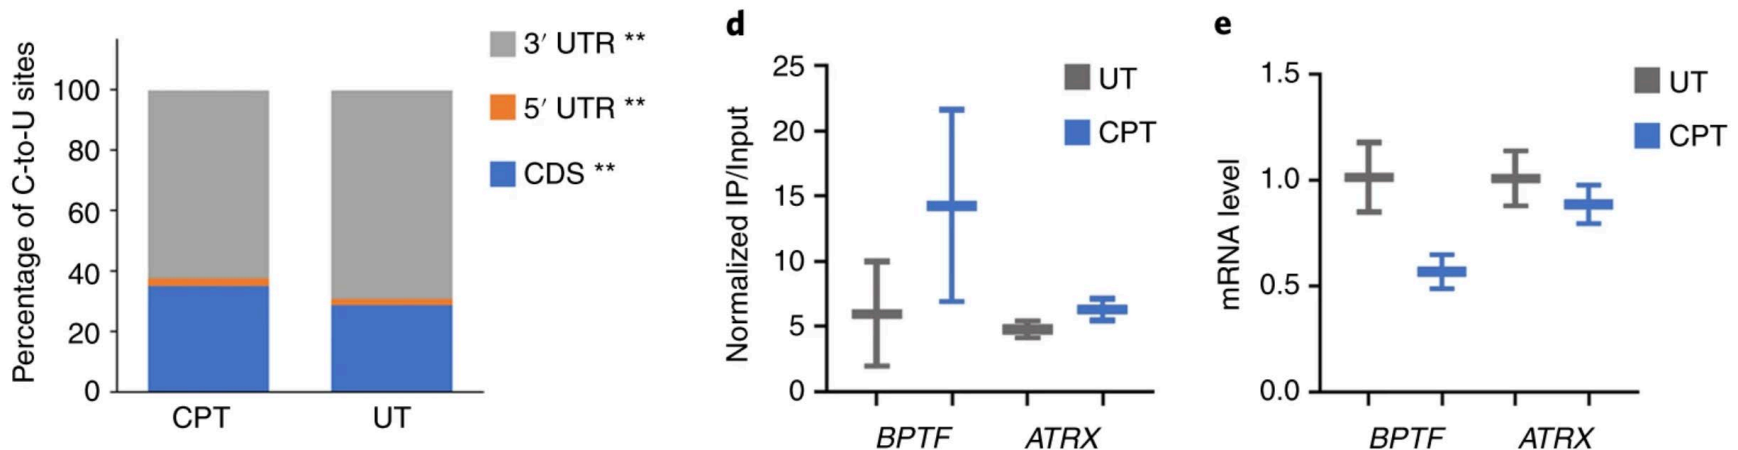 Percentage of C-to-U sites
100
80
60
40
20
0
CPT
UT
3′ UTR **
5′ UTR **
CDS **
d
Normalized IP/Input
25
20
15
10
5
0
UT
CPT
BPTF
ATRX
e
mRNA level
1.5
1.0
0.5
0.0
UT
CPT
BPTF
ATRX